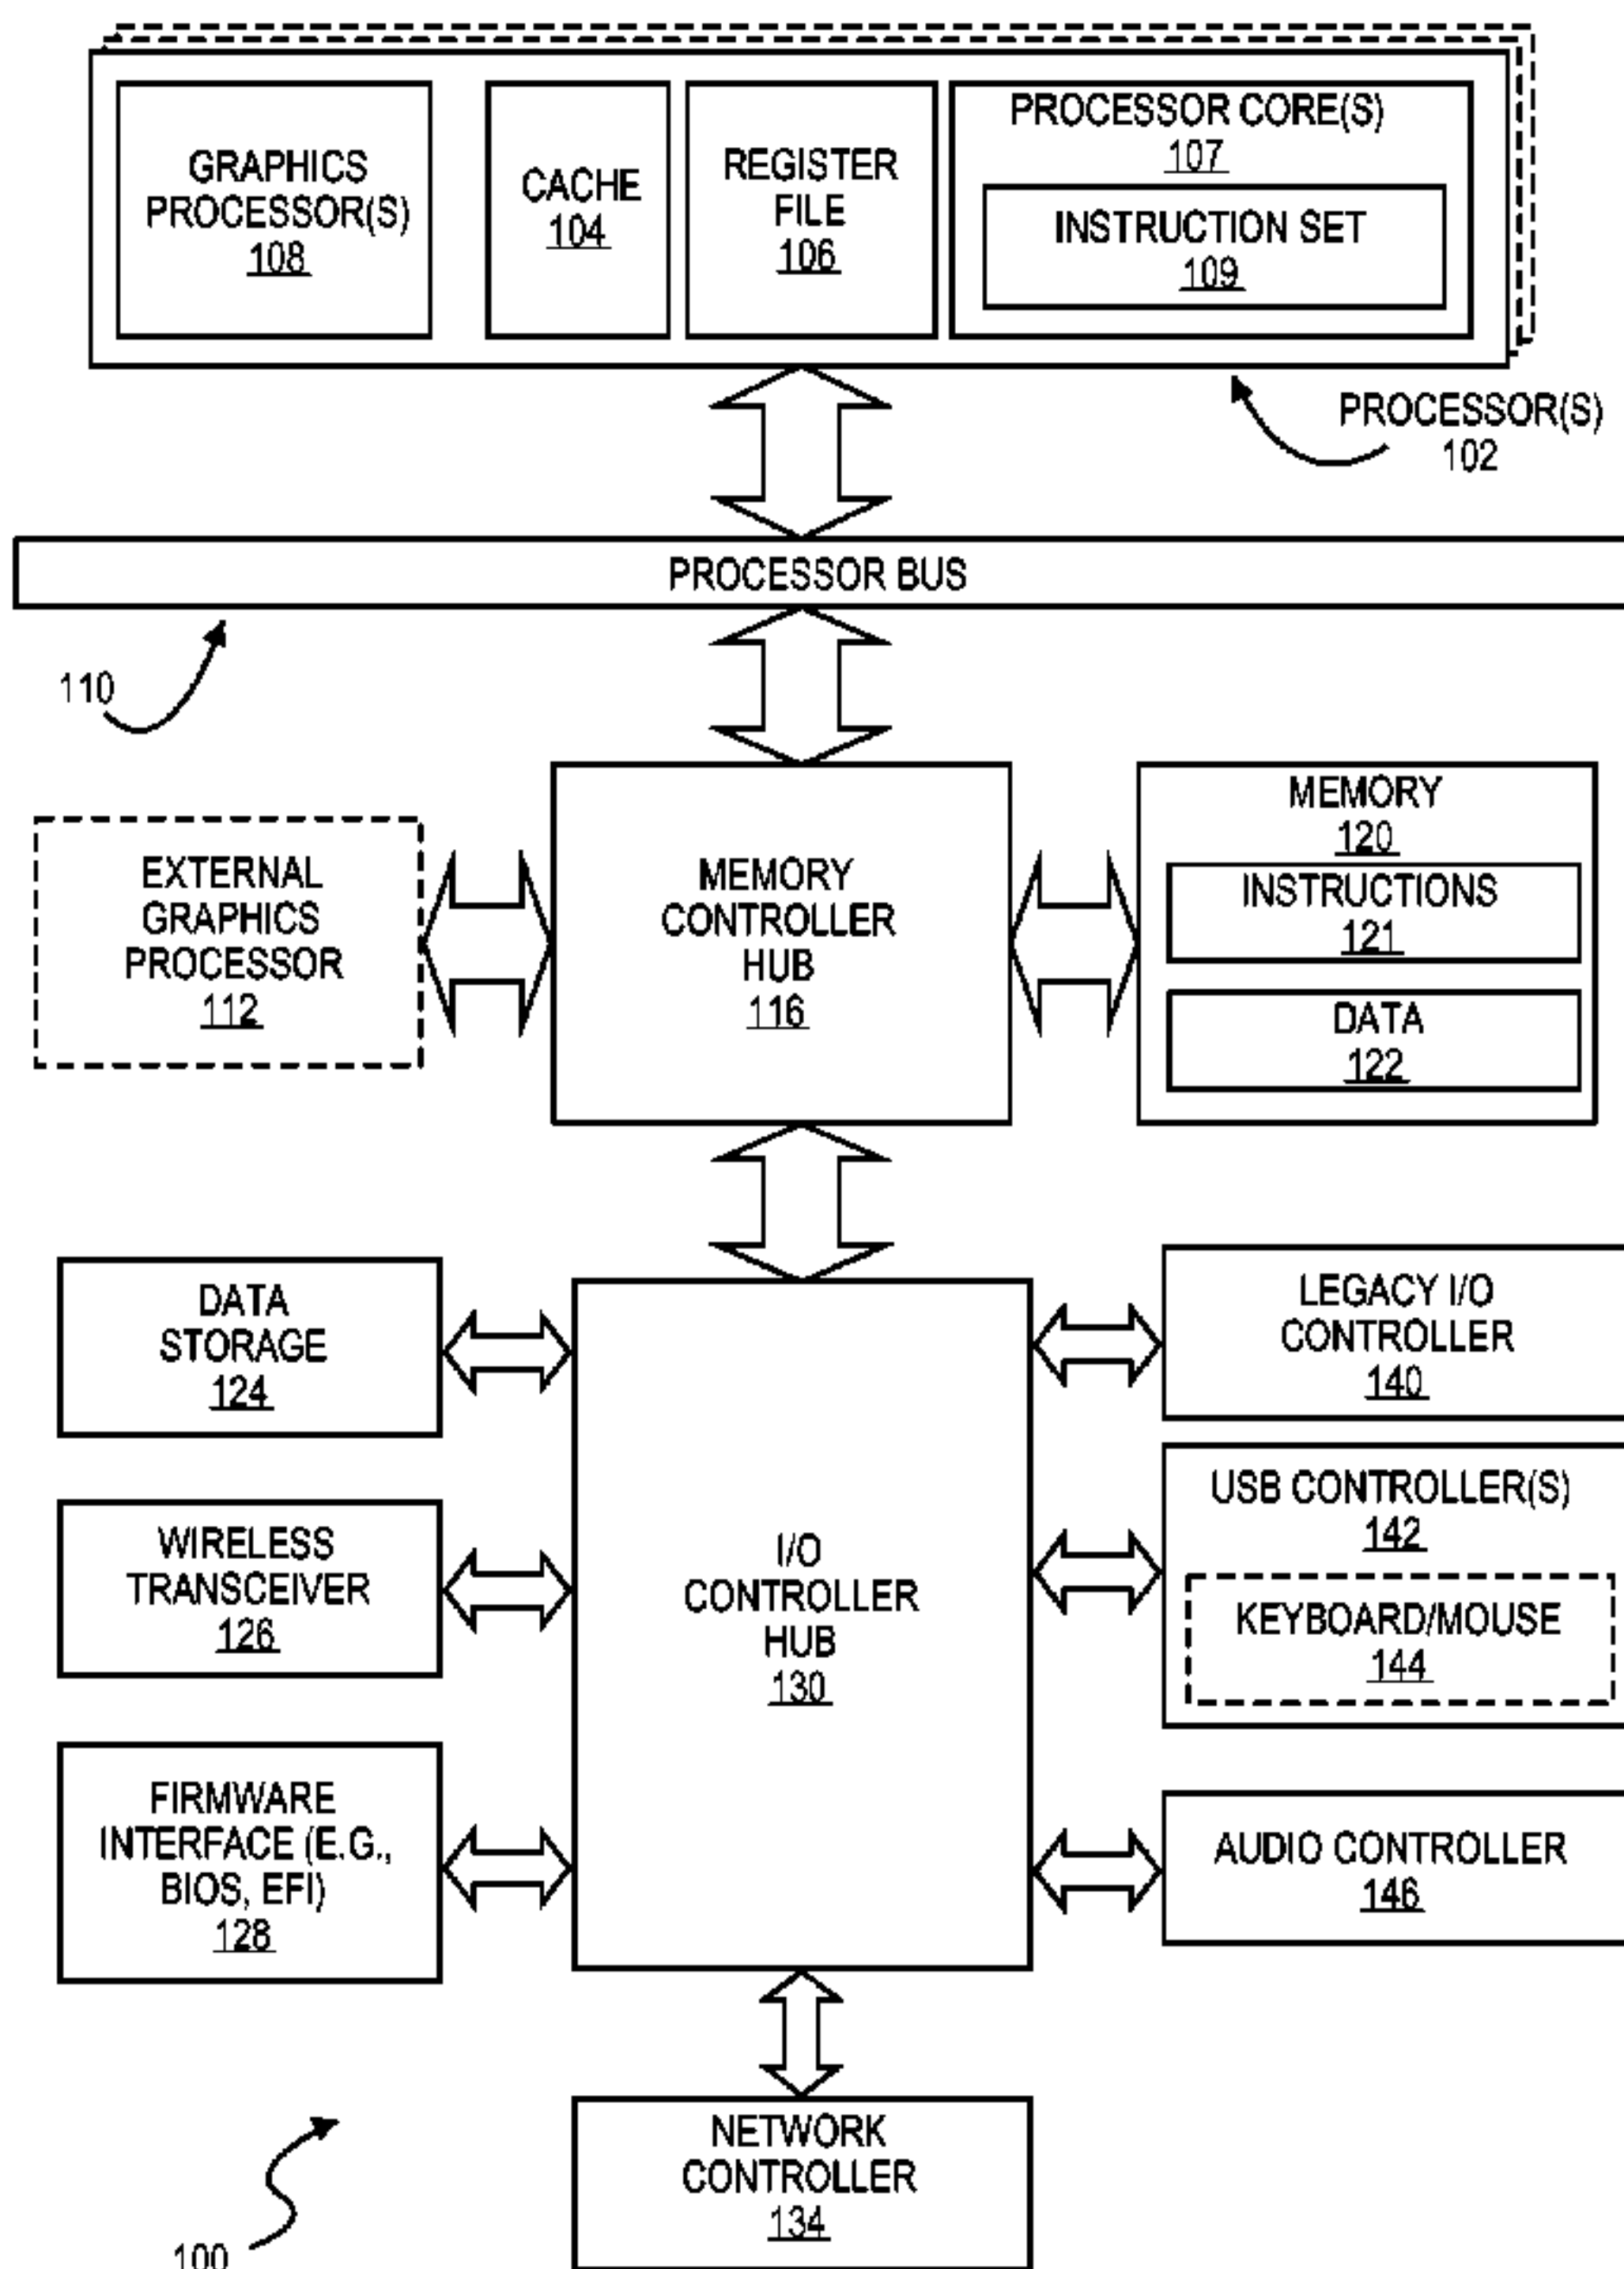 GRAPHICS
PROCESSOR(S)
108
CACHE
104
REGISTER
FILE
106
PROCESSOR CORE(S)
107
INSTRUCTION SET
109
PROCESSOR(S)
102
PROCESSOR BUS
110
EXTERNAL
GRAPHICS
PROCESSOR
112
MEMORY
CONTROLLER
HUB
116
MEMORY
120
INSTRUCTIONS
121
DATA
122
DATA
STORAGE
124
WIRELESS
TRANSCEIVER
126
FIRMWARE
INTERFACE (E.G.,
BIOS, EFI)
128
I/O
CONTROLLER
HUB
130
LEGACY I/O
CONTROLLER
140
USB CONTROLLER(S)
142
KEYBOARD/MOUSE
144
AUDIO CONTROLLER
146
NETWORK
CONTROLLER
134
100